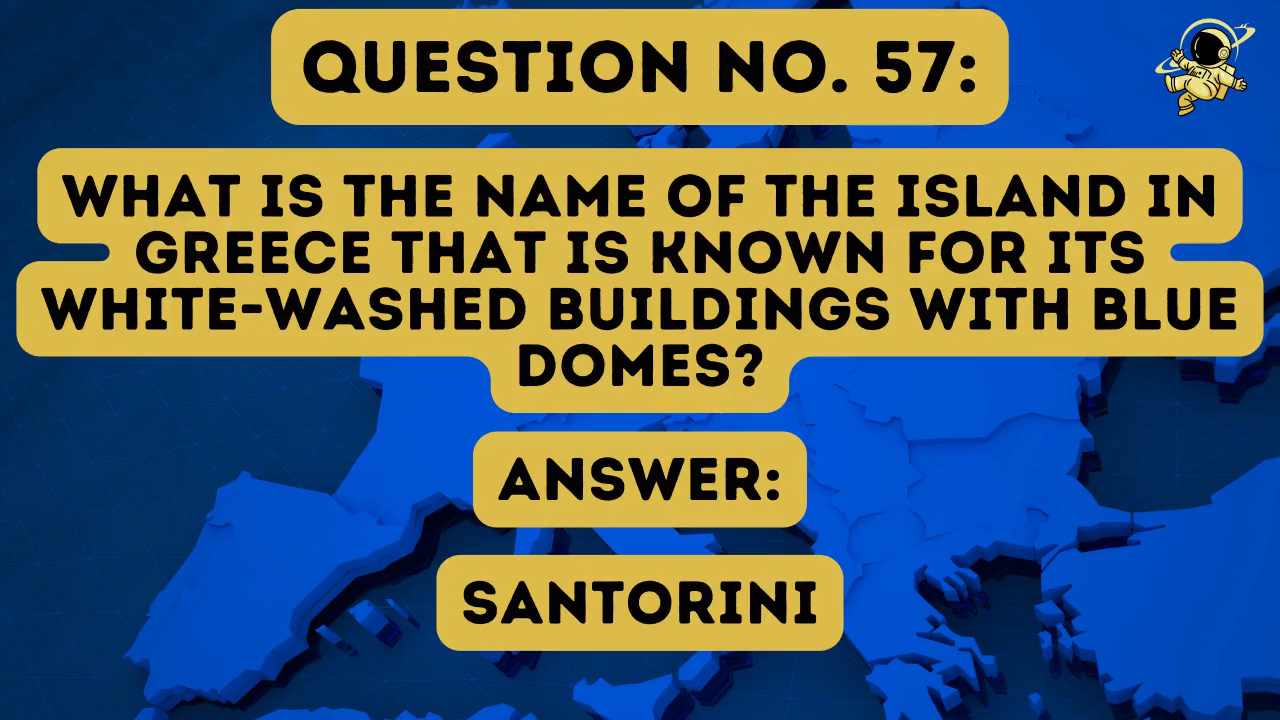 QUESTION NO. 57:
WHAT IS THE NAME OF THE ISLAND IN
GREECE THAT IS KNOWN FOR ITS
WHITE-WASHED BUILDINGS WITH BLUE
DOMES?
ANSWER:
SANTORINI